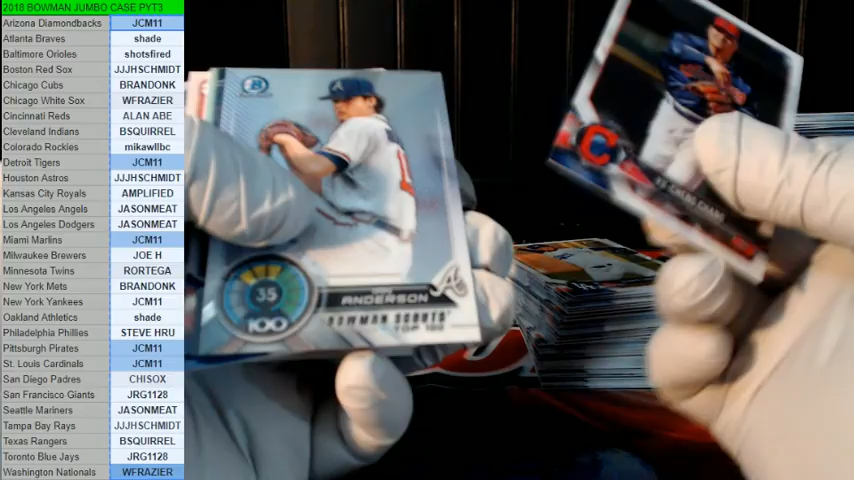 2018 BOWMAN JUMBO CASE PYT3
Arizona Diamondbacks JCM11
Atlanta Braves shade
Baltimore Orioles shotsfired
Boston Red Sox JJJHSCHMIDT
Chicago Cubs BRANDONK
Chicago White Sox WFRAZIER
Cincinnati Reds ALAN ABE
Cleveland Indians BSQUIRREL
Colorado Rockies mikawllbc
Detroit Tigers JCM11
Houston Astros JJJHSCHMIDT
Kansas City Royals AMPLIFIED
Los Angeles Angels JASONMEAT
Los Angeles Dodgers JASONMEAT
Miami Marlins JCM11
Milwaukee Brewers JOE H
Minnesota Twins RORTEGA
New York Mets BRANDONK
New York Yankees JCM11
Oakland Athletics shade
Philadelphia Phillies STEVE HRU
Pittsburgh Pirates JCM11
St. Louis Cardinals JCM11
San Diego Padres CHISOX
San Francisco Giants JRG1128
Seattle Mariners JASONMEAT
Tampa Bay Rays JJJHSCHMIDT
Texas Rangers BSQUIRREL
Toronto Blue Jays JRG1128
Washington Nationals WFRAZIER
B
A
35
100
ANDERSON
A
BOWMAN SCOUTS'
TOP 100
C